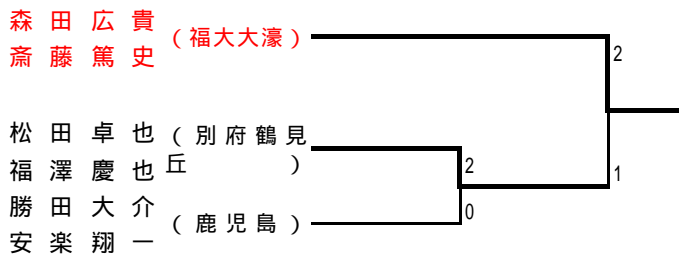 森田広貴
斎藤篤史
（福大大濠）
2
松田卓也
福澤慶也
（別府鶴見
丘）
2
1
勝田大介
安楽翔一
（鹿児島）
0